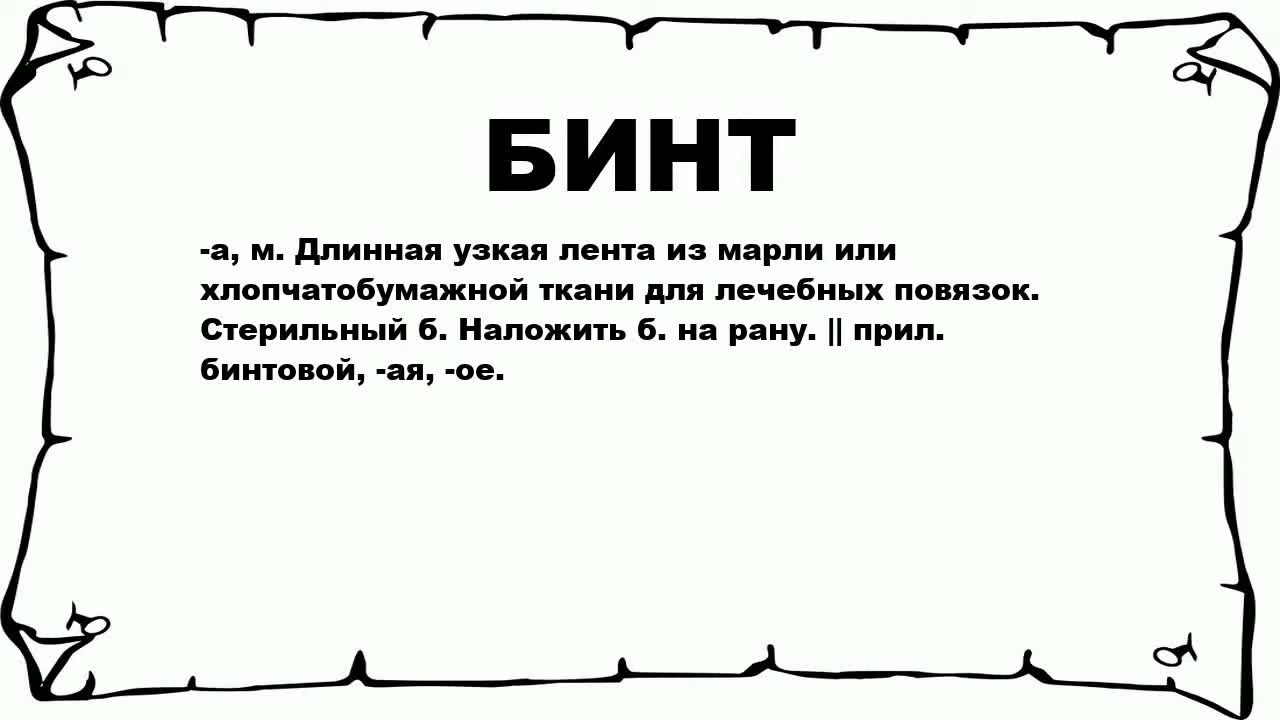 БИНТ
-а, м. Длинная узкая лента из марли или
хлопчатобумажной ткани для лечебных повязок.
Стерильный б. Наложить б. на рану. || прил.
бинтовой, -ая, -ое.